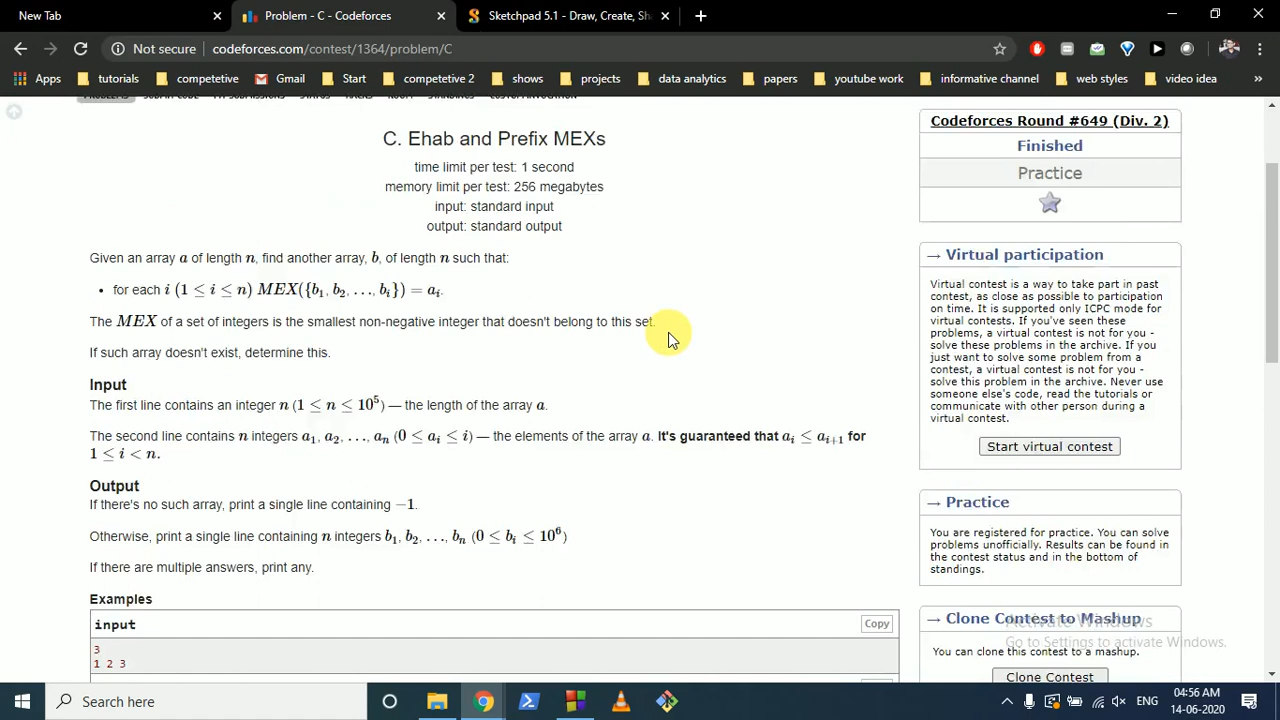 New Tab
Problem - C - Codeforces
Sketchpad 5.1 - Draw, Create, Sha
Not secure | codeforces.com/contest/1364/problem/C
Apps tutorials competetive Gmail Start competetive 2 shows projects data analytics papers youtube work informative channel web styles video idea »
C. Ehab and Prefix MEXs
time limit per test: 1 second
memory limit per test: 256 megabytes
input: standard input
output: standard output
Given an array a of length n, find another array, b, of length n such that:
• for each i (1 ≤ i ≤ n) MEX({b₁, b₂, …, bᵢ}) = aᵢ.
The MEX of a set of integers is the smallest non-negative integer that doesn't belong to this set.
If such array doesn't exist, determine this.
Input
The first line contains an integer n (1 ≤ n ≤ 10⁵) — the length of the array a.
The second line contains n integers a₁, a₂, …, aₙ (0 ≤ aᵢ ≤ i) — the elements of the array a. It's guaranteed that aᵢ ≤ aᵢ₊₁ for
1 ≤ i < n.
Output
If there's no such array, print a single line containing −1.
Otherwise, print a single line containing n integers b₁, b₂, …, bₙ (0 ≤ bᵢ ≤ 10⁶)
If there are multiple answers, print any.
Examples
input
Copy
3
1 2 3
Codeforces Round #649 (Div. 2)
Finished
Practice
→ Virtual participation
Virtual contest is a way to take part in past
contest, as close as possible to participation
on time. It is supported only ICPC mode for
virtual contests. If you've seen these
problems, a virtual contest is not for you -
solve these problems in the archive. If you
just want to solve some problem from a
contest, a virtual contest is not for you -
solve this problem in the archive. Never use
someone else's code, read the tutorials or
communicate with other person during a
virtual contest.
Start virtual contest
→ Practice
You are registered for practice. You can solve
problems unofficially. Results can be found in
the contest status and in the bottom of
standings.
→ Clone Contest to Mashup
You can clone this contest to a mashup.
Clone Contest
Activate Windows
Go to Settings to activate Windows.
Search here
ENG
04:56 AM
14-06-2020